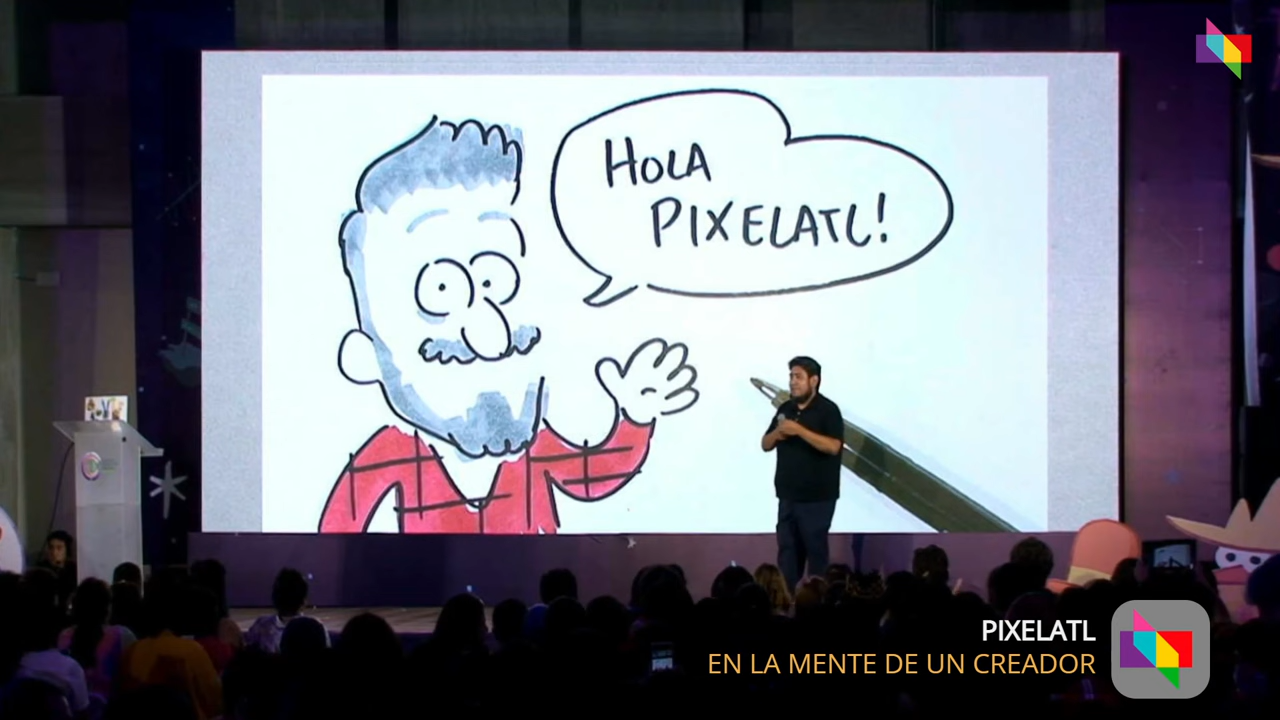 HOLA
PIXELATL!
PIXELATL
EN LA MENTE DE UN CREADOR